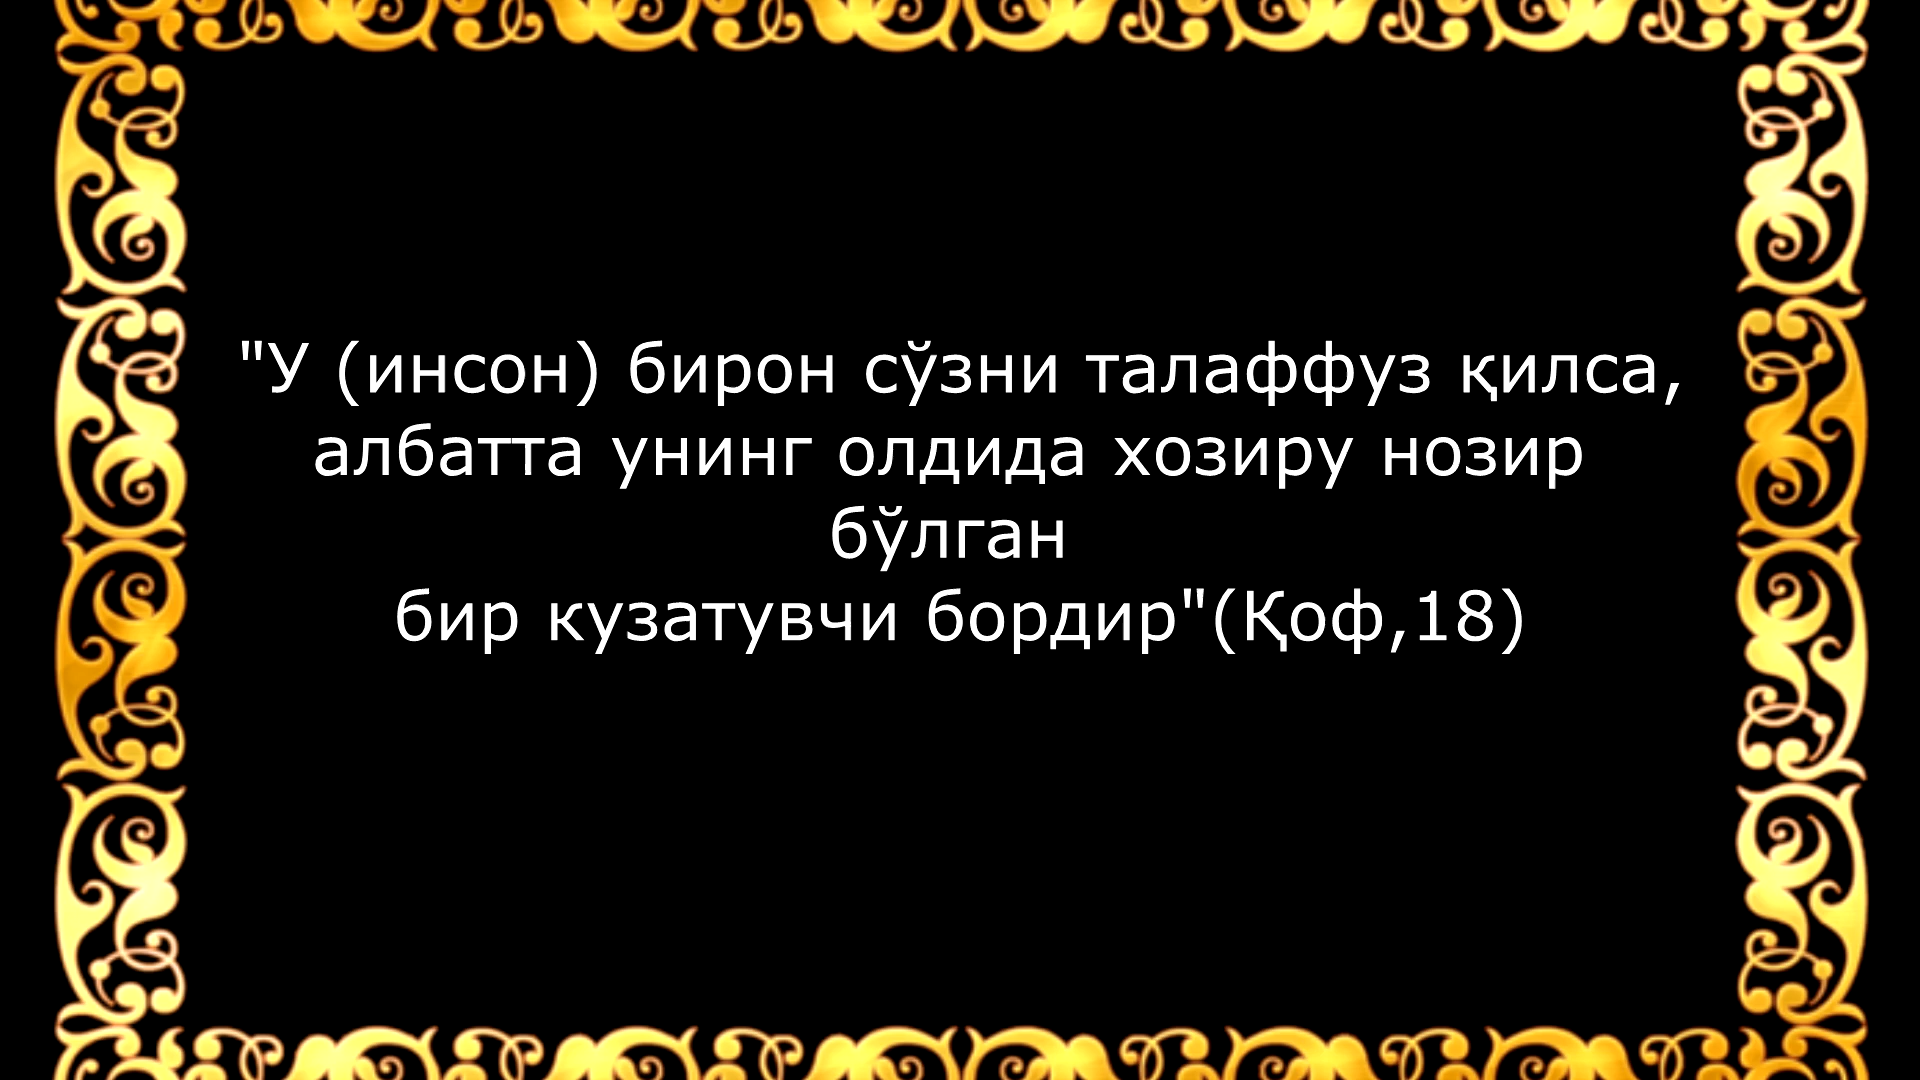 "У (инсон) бирон сўзни талаффуз қилса,
албатта унинг олдида хозиру нозир
бўлган
бир кузатувчи бордир"(Қоф,18)